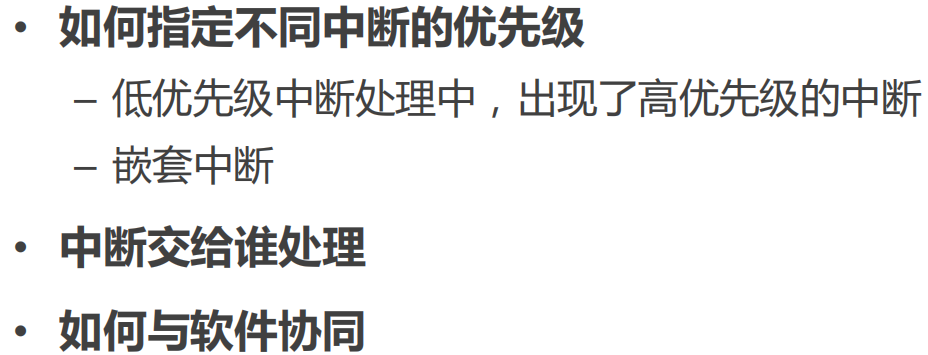 • 如何指定不同中断的优先级
– 低优先级中断处理中，出现了高优先级的中断
– 嵌套中断
• 中断交给谁处理
• 如何与软件协同